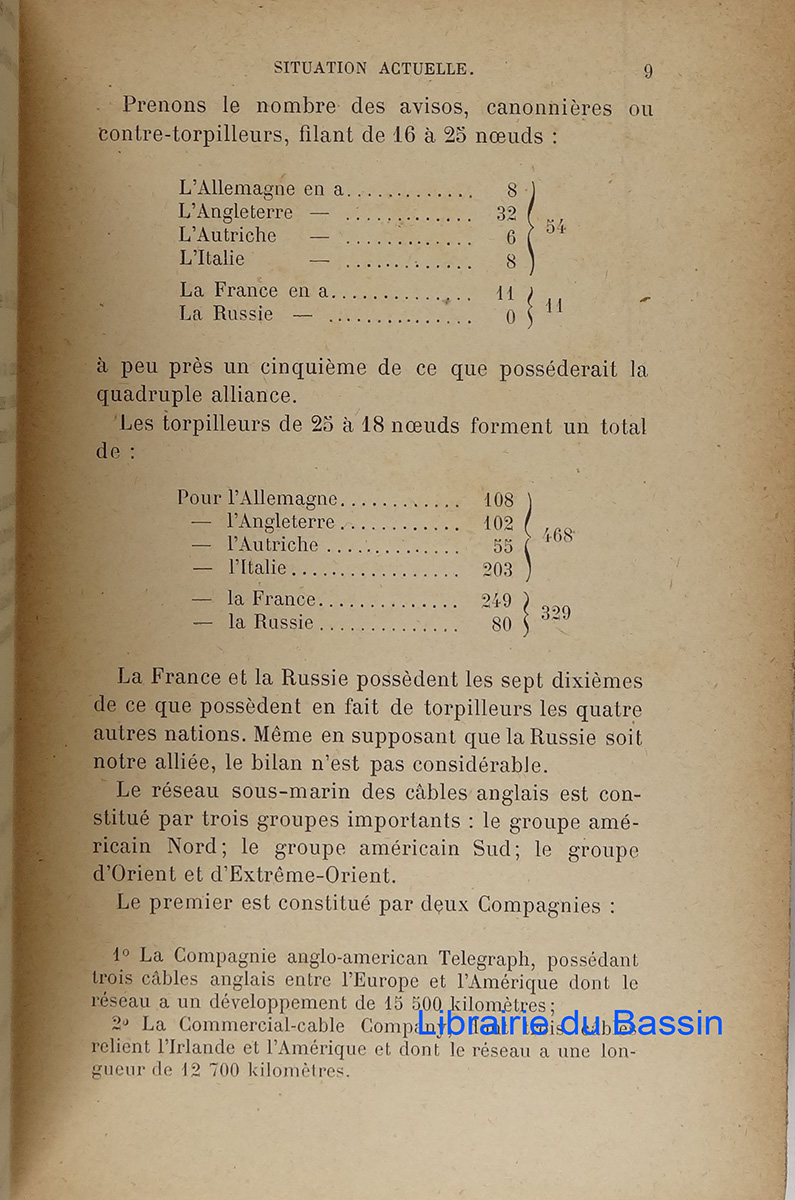 SITUATION ACTUELLE. 9
Prenons le nombre des avisos, canonnières ou
contre-torpilleurs, filant de 16 à 25 nœuds :
L'Allemagne en a.............. 8
L'Angleterre — .............. 32
L'Autriche — .............. 6
L'Italie — .............. 8
54
La France en a.............. 11
La Russie — .............. 0
11
à peu près un cinquième de ce que posséderait la
quadruple alliance.
Les torpilleurs de 25 à 18 nœuds forment un total
de :
Pour l'Allemagne.............. 108
— l'Angleterre.............. 102
— l'Autriche.............. 55
— l'Italie.............. 203
468
— la France.............. 249
— la Russie.............. 80
329
La France et la Russie possèdent les sept dixièmes
de ce que possèdent en fait de torpilleurs les quatre
autres nations. Même en supposant que la Russie soit
notre alliée, le bilan n'est pas considérable.
Le réseau sous-marin des câbles anglais est con-
stitué par trois groupes importants : le groupe amé-
ricain Nord; le groupe américain Sud; le groupe
d'Orient et d'Extrême-Orient.
Le premier est constitué par deux Compagnies :
1º La Compagnie anglo-american Telegraph, possédant
trois câbles anglais entre l'Europe et l'Amérique dont le
réseau a un développement de 15 500 kilomètres;
2º La Commercial-cable Company, dont trois câbles
relient l'Irlande et l'Amérique et dont le réseau a une lon-
gueur de 12 700 kilomètres.
Librairie du Bassin